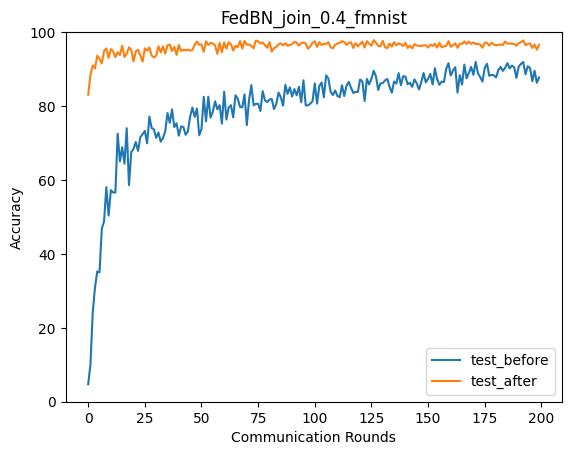 FedBN_join_0.4_fmnist
Accuracy
100
80
60
40
20
0
0 25 50 75 100 125 150 175 200
Communication Rounds
test_before
test_after